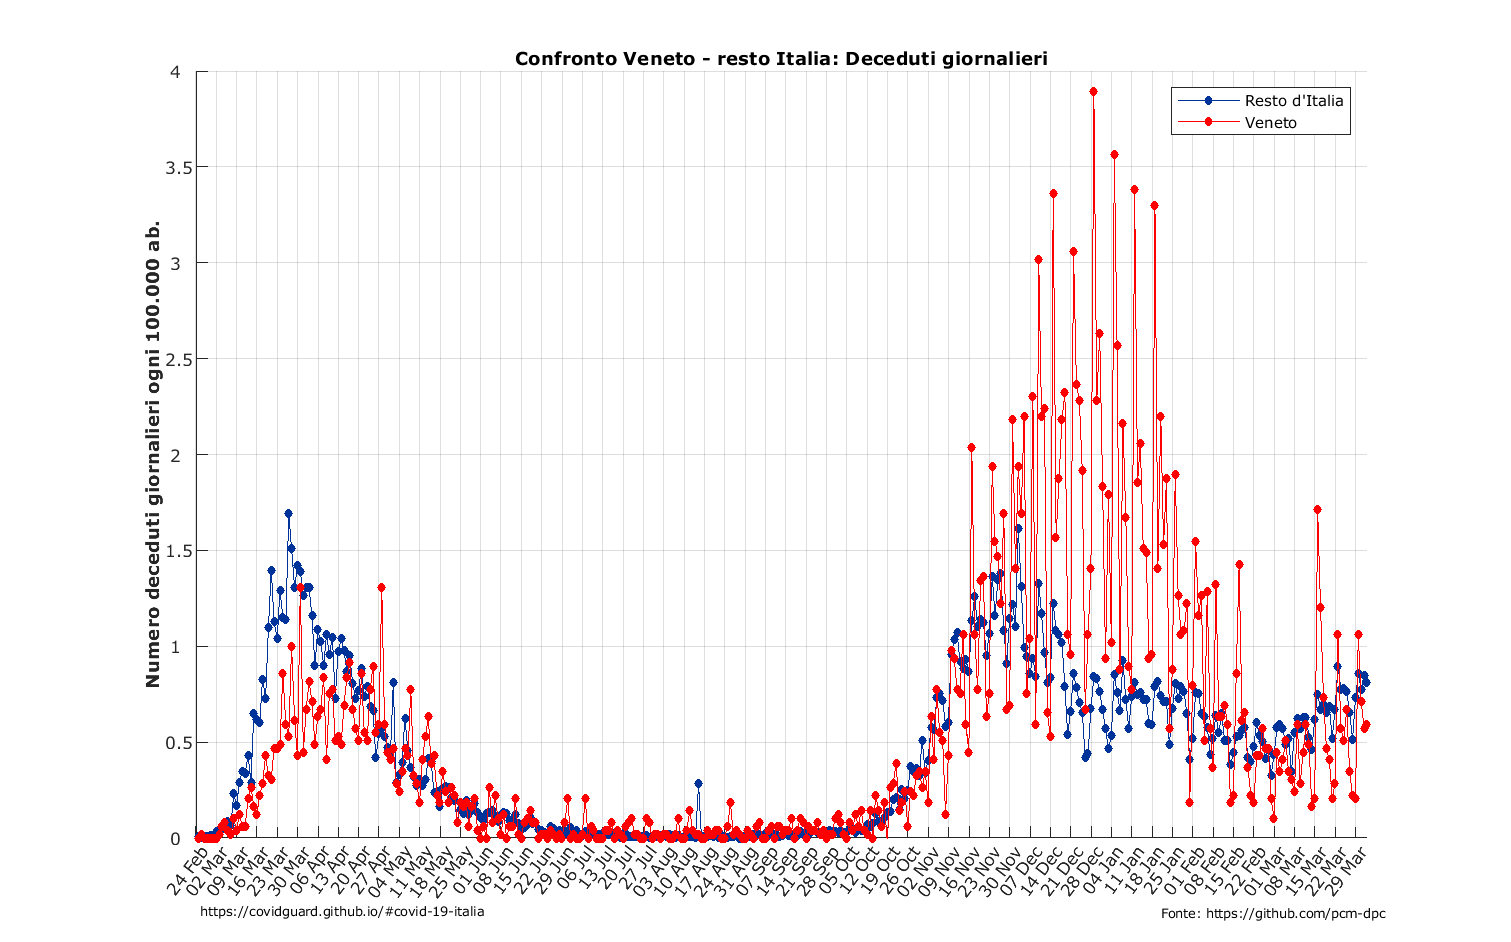 Confronto Veneto - resto Italia: Deceduti giornalieri
Numero deceduti giornalieri ogni 100.000 ab.
4
3.5
3
2.5
2
1.5
1
0.5
0
Resto d'Italia
Veneto
24 Feb
02 Mar
09 Mar
16 Mar
23 Mar
30 Mar
06 Apr
13 Apr
20 Apr
27 Apr
04 May
11 May
18 May
25 May
01 Jun
08 Jun
15 Jun
22 Jun
29 Jun
06 Jul
13 Jul
20 Jul
27 Jul
03 Aug
10 Aug
17 Aug
24 Aug
31 Aug
07 Sep
14 Sep
21 Sep
28 Sep
05 Oct
12 Oct
19 Oct
26 Oct
02 Nov
09 Nov
16 Nov
23 Nov
30 Nov
07 Dec
14 Dec
21 Dec
28 Dec
04 Jan
11 Jan
18 Jan
25 Jan
01 Feb
08 Feb
15 Feb
22 Feb
01 Mar
08 Mar
15 Mar
22 Mar
29 Mar
https://covidguard.github.io/#covid-19-italia
Fonte: https://github.com/pcm-dpc